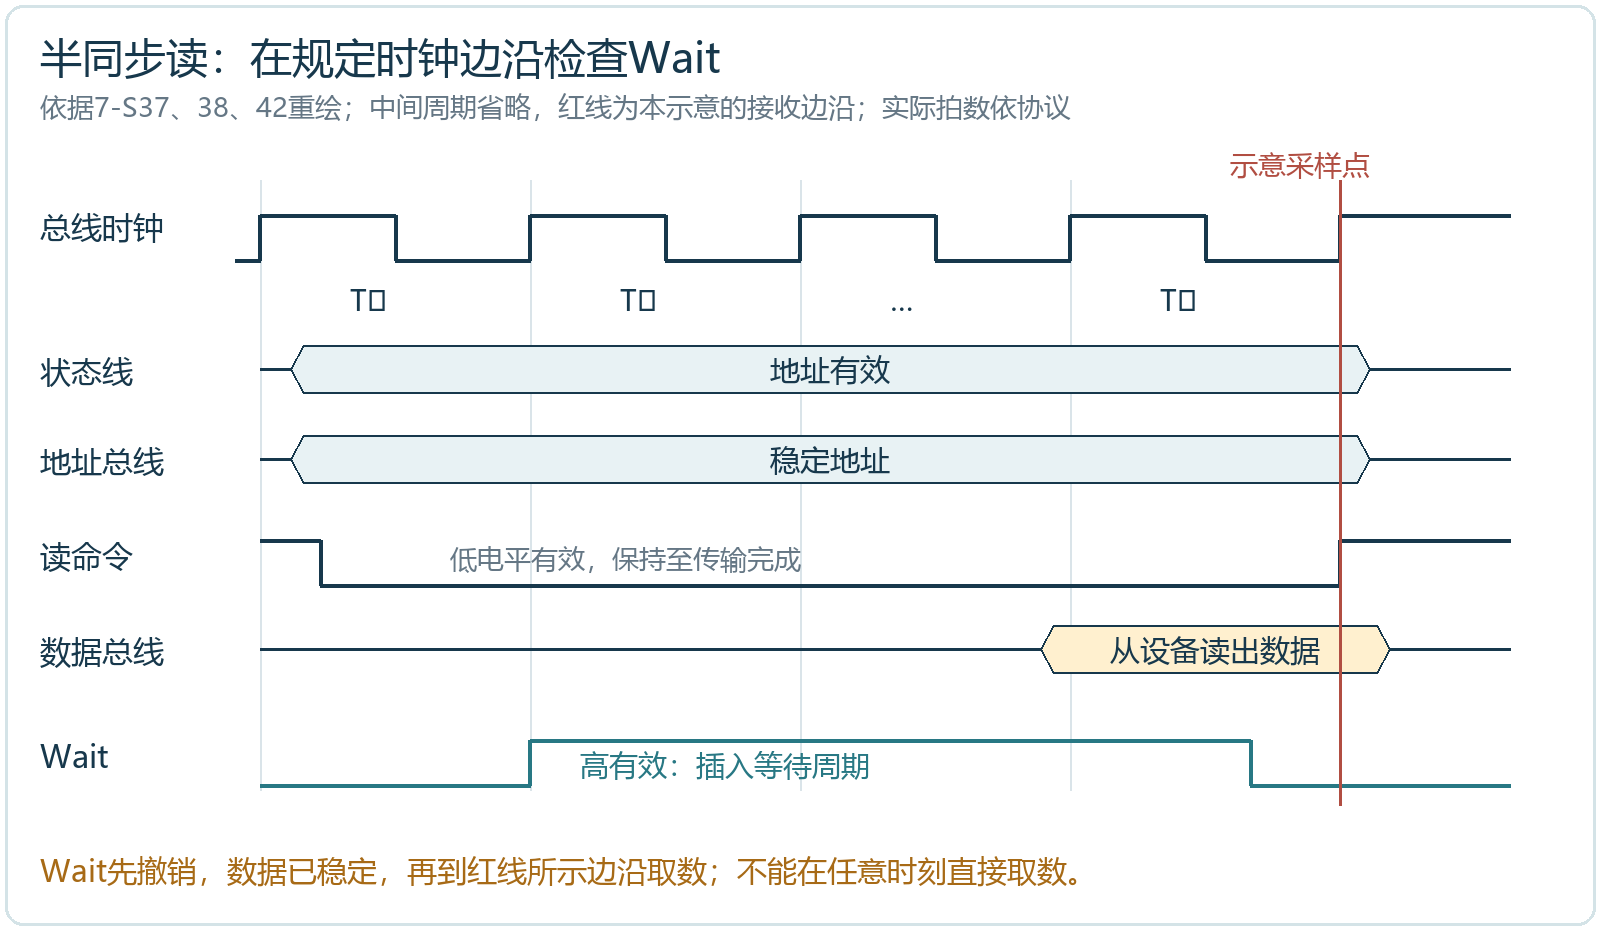 半同步读：在规定时钟边沿检查Wait
依据7-S37、38、42重绘；中间周期省略，红线为本示意的接收边沿；实际拍数依协议
示意采样点
总线时钟
T□ T□ … T□
状态线 地址有效
地址总线 稳定地址
读命令 低电平有效，保持至传输完成
数据总线 从设备读出数据
Wait 高有效：插入等待周期
Wait先撤销，数据已稳定，再到红线所示边沿取数；不能在任意时刻直接取数。